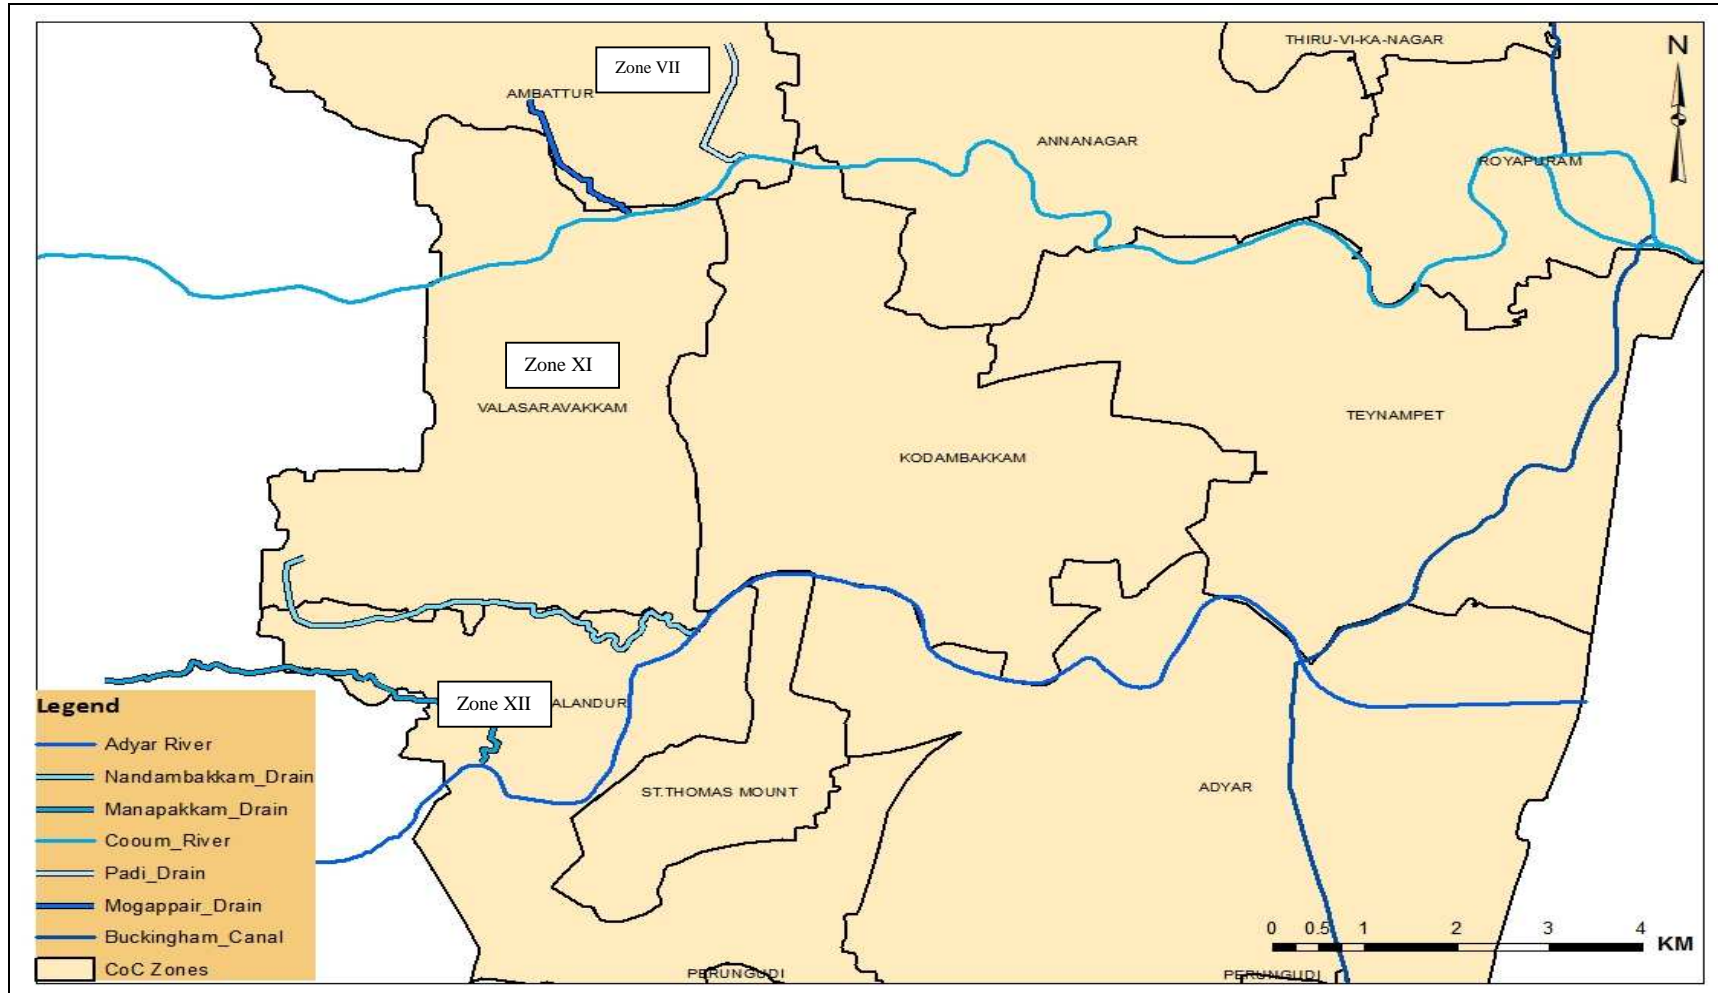 THIRU-VI-KA-NAGAR
N
Zone VII
AMBATTUR
ANNANAGAR
ROYAPURAM
Zone XI
VALASARAVAKKAM
TEYNAMPET
KODAMBAKKAM
Zone XII
ALANDUR
ST.THOMAS MOUNT
ADYAR
Legend
Adyar River
Nandambakkam_Drain
Manapakkam_Drain
Cooum_River
Padi_Drain
Mogappair_Drain
Buckingham_Canal
CoC Zones
0 0.5 1 2 3 4
KM
PERUNGUDI
PERUNGUDI